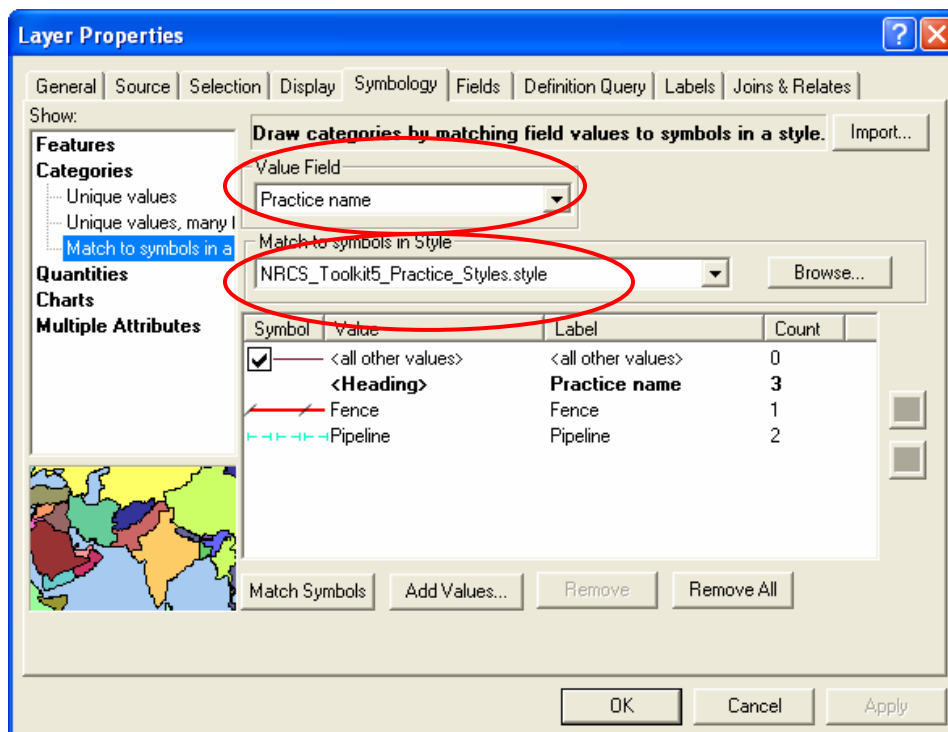 Layer Properties
General Source Selection Display Symbology Fields Definition Query Labels Joins & Relates
Show:
Features
Categories
Unique values
Unique values, many f
Match to symbols in a
Quantities
Charts
Multiple Attributes
Draw categories by matching field values to symbols in a style.
Import...
Value Field
Practice name
Match to symbols in Style
NRCS_Toolkit5_Practice_Styles.style
Browse...
Symbol Value Label Count
<all other values> <all other values> 0
<Heading> Practice name 3
Fence Fence 1
Pipeline Pipeline 2
Match Symbols Add Values... Remove Remove All
OK Cancel Apply